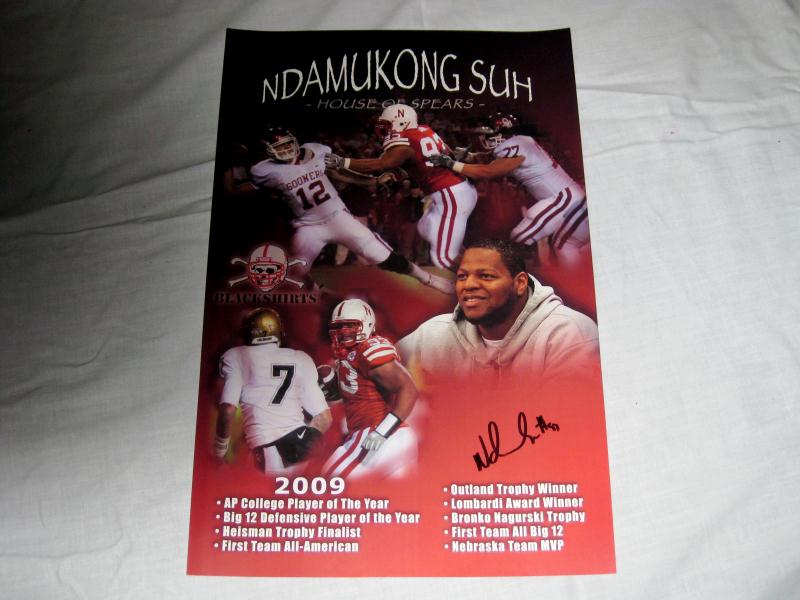 NDAMUKONG SUH
- HOUSE OF SPEARS -
N
93
77
SOONERS
12
BLACKSHIRTS
N
7
2009
• AP College Player of The Year
• Big 12 Defensive Player of the Year
• Heisman Trophy Finalist
• First Team All-American
• Outland Trophy Winner
• Lombardi Award Winner
• Bronko Nagurski Trophy
• First Team All Big 12
• Nebraska Team MVP